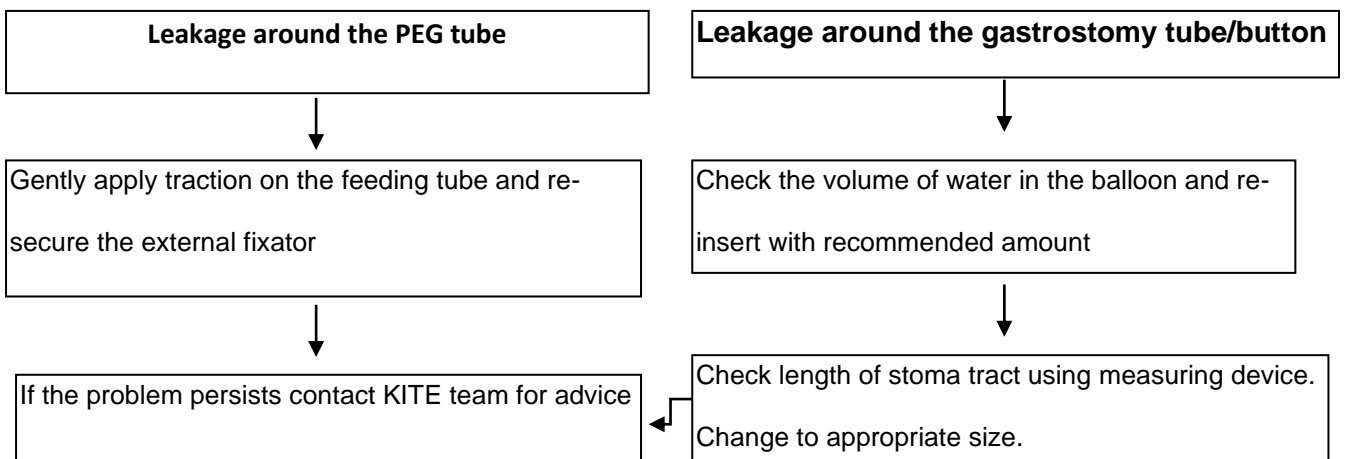 Leakage around the PEG tube
Gently apply traction on the feeding tube and re-
secure the external fixator
If the problem persists contact KITE team for advice
Leakage around the gastrostomy tube/button
Check the volume of water in the balloon and re-
insert with recommended amount
Check length of stoma tract using measuring device.
Change to appropriate size.